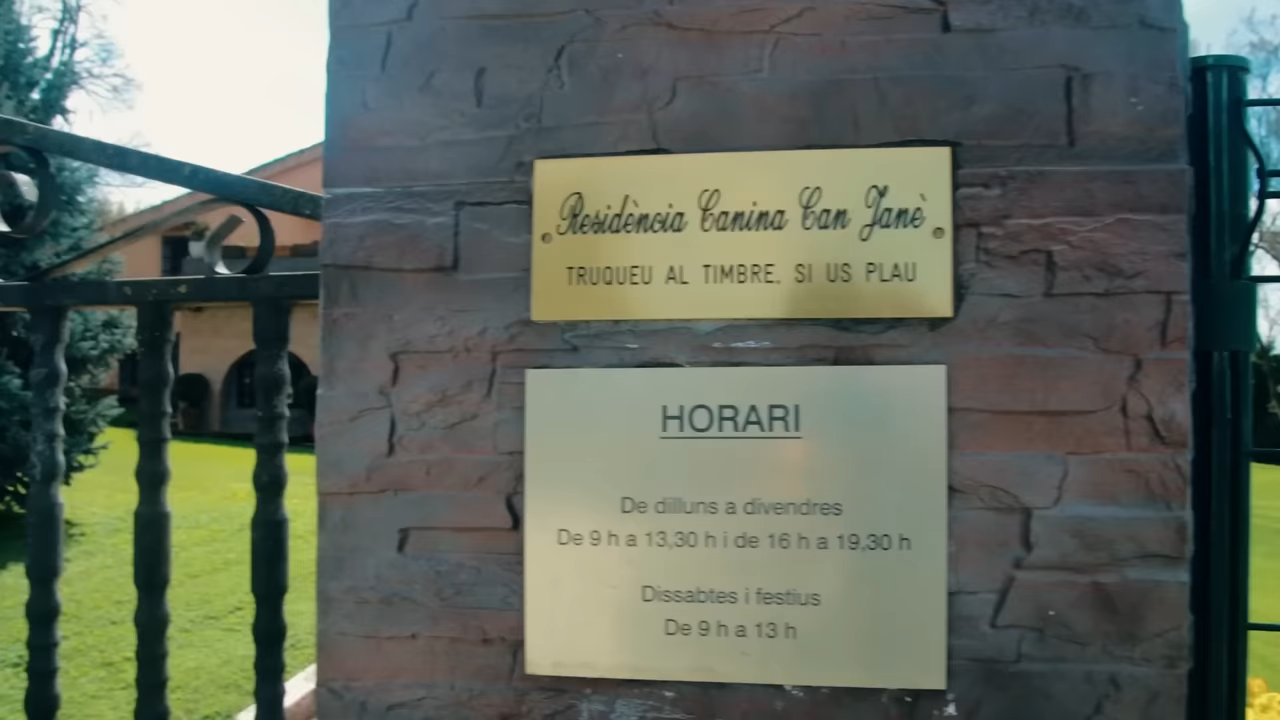 Residència Canina Can Janè
TRUQUEU AL TIMBRE. SI US PLAU
HORARI
De dilluns a divendres
De 9 h a 13,30 h i de 16 h a 19,30 h
Dissabtes i festius
De 9 h a 13 h